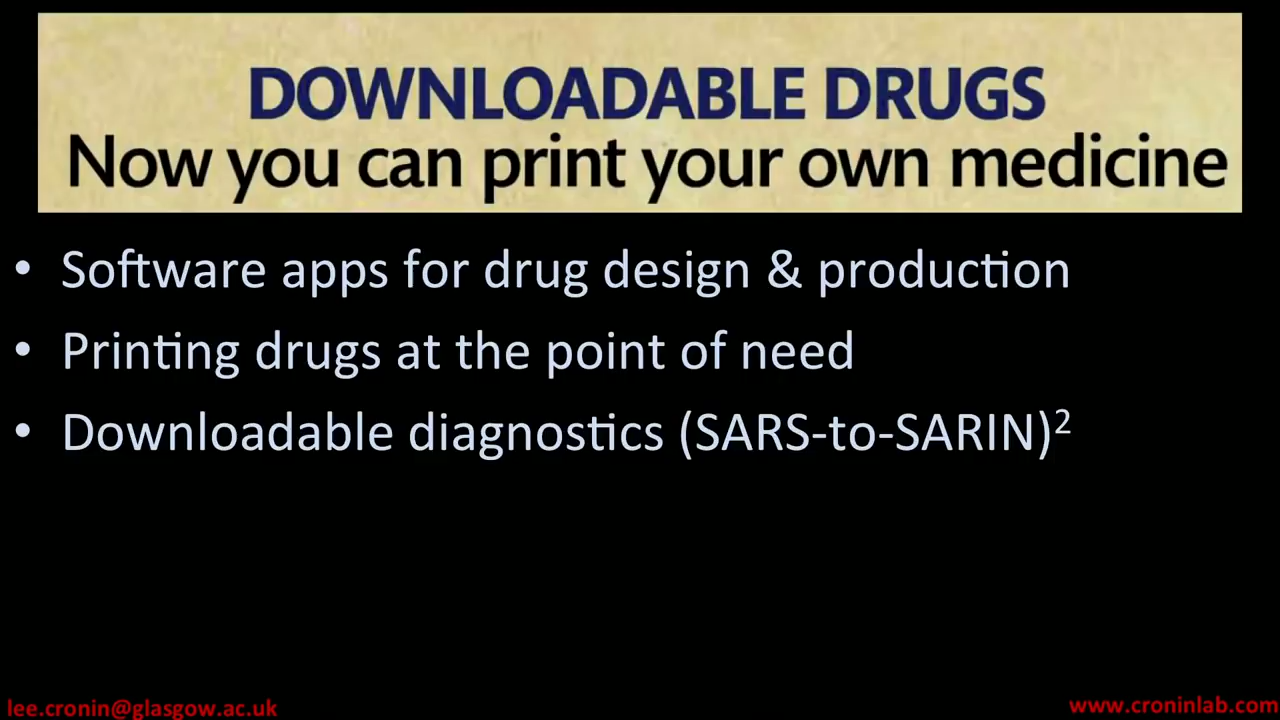 DOWNLOADABLE DRUGS
Now you can print your own medicine
• Software apps for drug design & production
• Printing drugs at the point of need
• Downloadable diagnostics (SARS-to-SARIN)²
lee.cronin@glasgow.ac.uk
www.croninlab.com